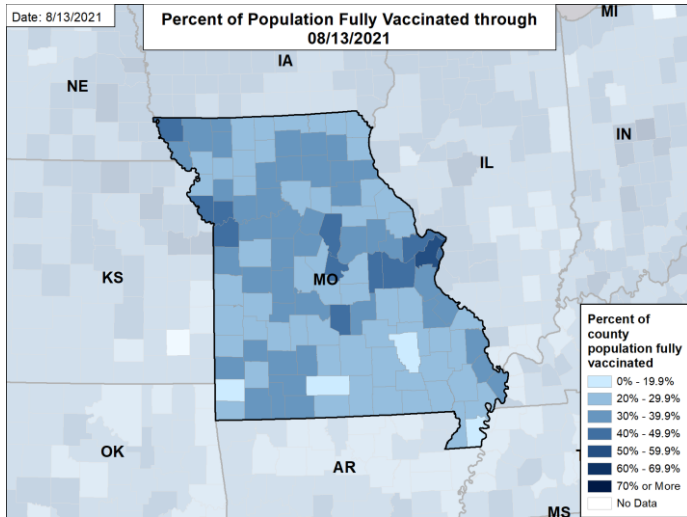 Date: 8/13/2021
Percent of Population Fully Vaccinated through
08/13/2021
MI
IA
NE
IN
IL
KS
MO
OK
AR
MS
Percent of
county
population fully
vaccinated
0% - 19.9%
20% - 29.9%
30% - 39.9%
40% - 49.9%
50% - 59.9%
60% - 69.9%
70% or More
No Data